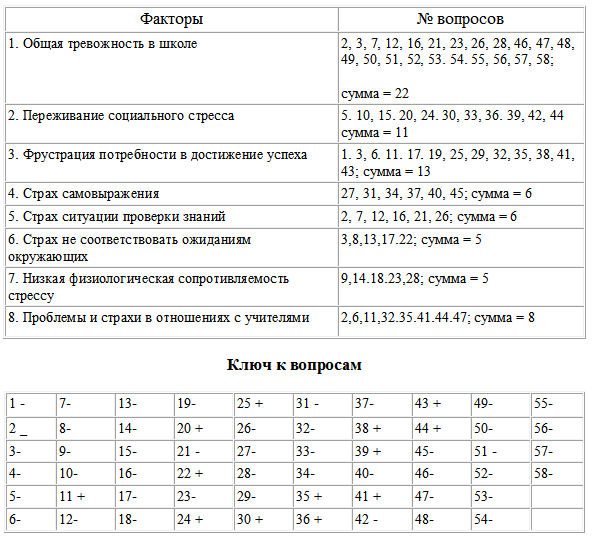 Факторы № вопросов
1. Общая тревожность в школе 2, 3, 7, 12, 16, 21, 23, 26, 28, 46, 47, 48,
49, 50, 51, 52, 53. 54. 55, 56, 57, 58;
сумма = 22
2. Переживание социального стресса 5. 10, 15. 20, 24. 30, 33, 36. 39, 42, 44
сумма = 11
3. Фрустрация потребности в достижение успеха 1. 3, 6. 11. 17. 19, 25, 29, 32, 35, 38, 41,
43; сумма = 13
4. Страх самовыражения 27, 31, 34, 37, 40, 45; сумма = 6
5. Страх ситуации проверки знаний 2, 7, 12, 16, 21, 26; сумма = 6
6. Страх не соответствовать ожиданиям 3,8,13,17.22; сумма = 5
окружающих
7. Низкая физиологическая сопротивляемость 9,14.18.23,28; сумма = 5
стрессу
8. Проблемы и страхи в отношениях с учителями 2,6,11,32.35.41.44.47; сумма = 8
Ключ к вопросам
1 - 7- 13- 19- 25 + 31 - 37- 43 + 49- 55-
2 _ 8- 14- 20 + 26- 32- 38 + 44 + 50- 56-
3- 9- 15- 21 - 27- 33- 39 + 45- 51 - 57-
4- 10- 16- 22 + 28- 34- 40- 46- 52- 58-
5- 11 + 17- 23- 29- 35 + 41 + 47- 53-
6- 12- 18- 24 + 30 + 36 + 42 - 48- 54-